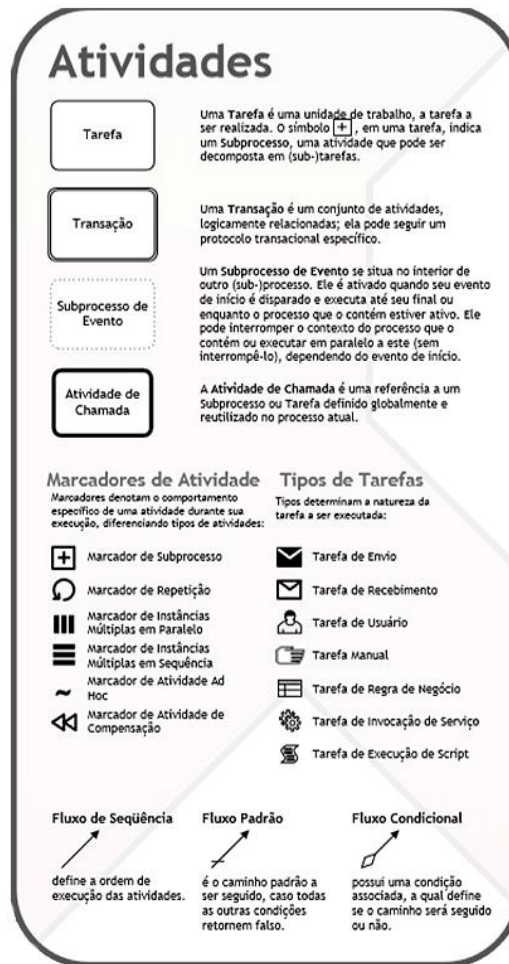 Atividades
Tarefa
Uma Tarefa é uma unidade de trabalho, a tarefa a
ser realizada. O símbolo + , em uma tarefa, indica
um Subprocesso, uma atividade que pode ser
decomposta em (sub-)tarefas.
Transação
Uma Transação é um conjunto de atividades,
logicamente relacionadas; ela pode seguir um
protocolo transacional específico.
Subprocesso de
Evento
Um Subprocesso de Evento se situa no interior de
outro (sub-)processo. Ele é ativado quando seu evento
de início é disparado e executa até seu final ou
enquanto o processo que o contém estiver ativo. Ele
pode interromper o contexto do processo que o
contém ou executar em paralelo a este (sem
interrompê-lo), dependendo do evento de início.
Atividade de
Chamada
A Atividade de Chamada é uma referência a um
Subprocesso ou Tarefa definido globalmente e
reutilizado no processo atual.
Marcadores de Atividade
Marcadores denotam o comportamento
específico de uma atividade durante sua
execução, diferenciando tipos de atividades:
Marcador de Subprocesso
Marcador de Repetição
Marcador de Instâncias
Múltiplas em Paralelo
Marcador de Instâncias
Múltiplas em Sequência
Marcador de Atividade Ad
Hoc
Marcador de Atividade de
Compensação
Tipos de Tarefas
Tipos determinam a natureza da
tarefa a ser executada:
Tarefa de Envio
Tarefa de Recebimento
Tarefa de Usuário
Tarefa Manual
Tarefa de Regra de Negócio
Tarefa de Invocação de Serviço
Tarefa de Execução de Script
Fluxo de Seqüência
define a ordem de
execução das atividades.
Fluxo Padrão
é o caminho padrão a
ser seguido, caso todas
as outras condições
retornem falso.
Fluxo Condicional
possui uma condição
associada, a qual define
se o caminho será seguido
ou não.